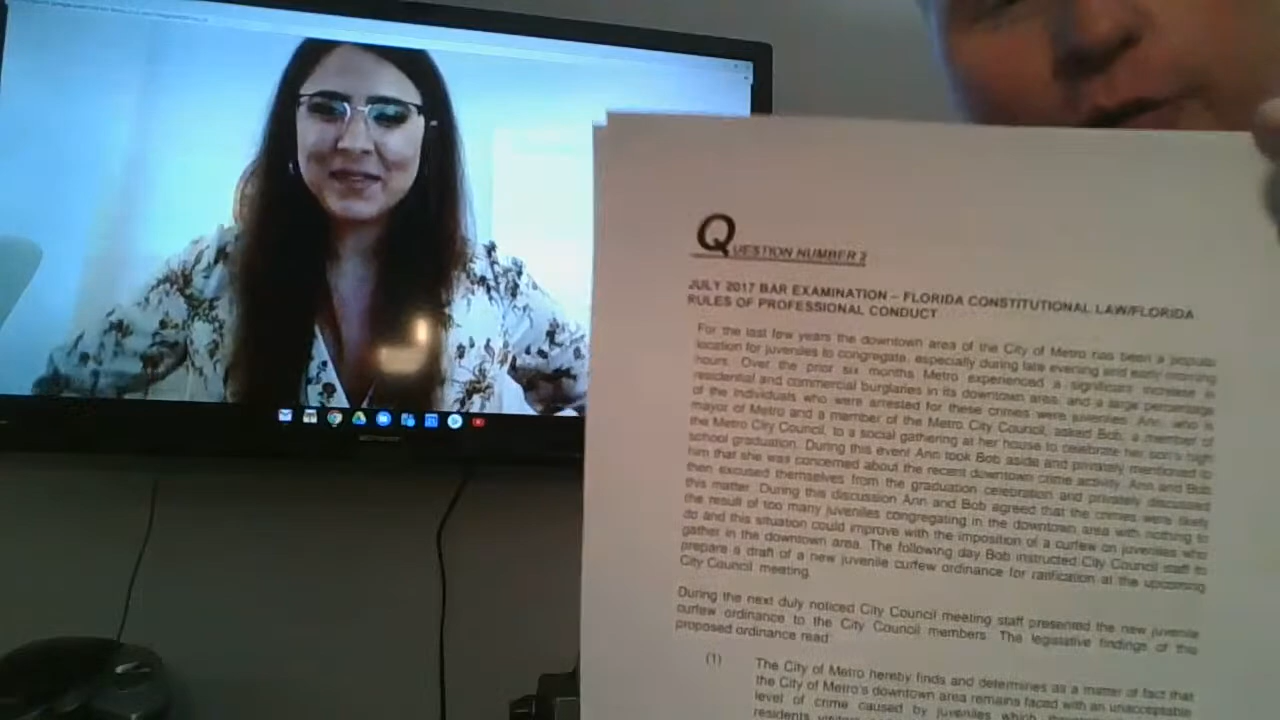 QUESTION NUMBER 2
JULY 2017 BAR EXAMINATION – FLORIDA CONSTITUTIONAL LAW/FLORIDA
RULES OF PROFESSIONAL CONDUCT
For the last few years the downtown area of the City of Metro has been a popular
location for juveniles to congregate, especially during late evening and early morning
hours. Over the prior six months, Metro experienced a significant increase in
residential and commercial burglaries in its downtown area, and a large percentage
of the individuals who were arrested for these crimes were juveniles. Ann, who is
mayor of Metro and a member of the Metro City Council, asked Bob, a member of
the Metro City Council, to a social gathering at her house to celebrate her son's high
school graduation. During this event Ann took Bob aside and privately mentioned to
him that she was concerned about the recent downtown crime activity. Ann and Bob
then excused themselves from the graduation celebration and privately discussed
this matter. During this discussion Ann and Bob agreed that the crimes were likely
the result of too many juveniles congregating in the downtown area with nothing to
do and this situation could improve with the imposition of a curfew on juveniles who
gather in the downtown area. The following day Bob instructed City Council staff to
prepare a draft of a new juvenile curfew ordinance for ratification at the upcoming
City Council meeting.
During the next duly noticed City Council meeting staff presented the new juvenile
curfew ordinance to the City Council members. The legislative findings of this
proposed ordinance read:
(1) The City of Metro hereby finds and determines as a matter of fact that
the City of Metro's downtown area remains faced with an unacceptable
level of crime caused by juveniles which
residents